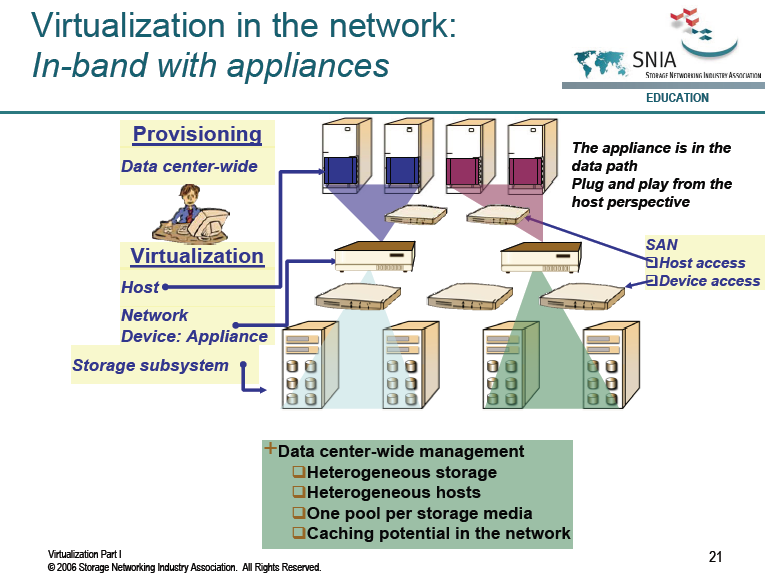 Virtualization in the network:
In-band with appliances
SNIA
STORAGE NETWORKING INDUSTRY ASSOCIATION
EDUCATION
Provisioning
Data center-wide
The appliance is in the
data path
Plug and play from the
host perspective
Virtualization
Host
Network
Device: Appliance
Storage subsystem
SAN
❑Host access
❑Device access
+Data center-wide management
❑Heterogeneous storage
❑Heterogeneous hosts
❑One pool per storage media
❑Caching potential in the network
Virtualization Part I
© 2006 Storage Networking Industry Association. All Rights Reserved.
21